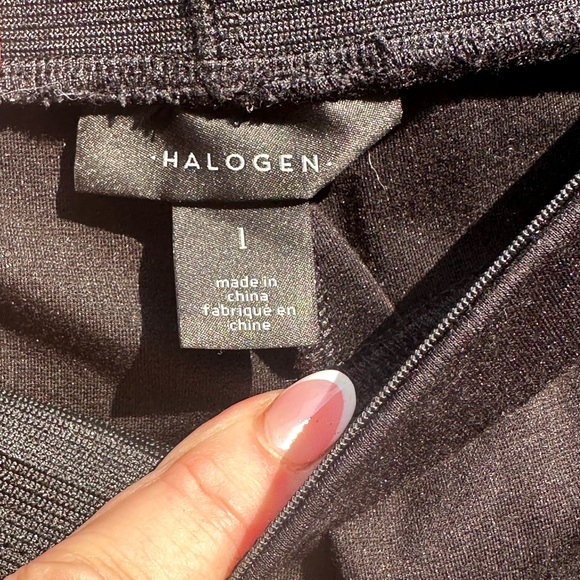 ·HALOGEN·
1
made in
china
fabriqué en
chine